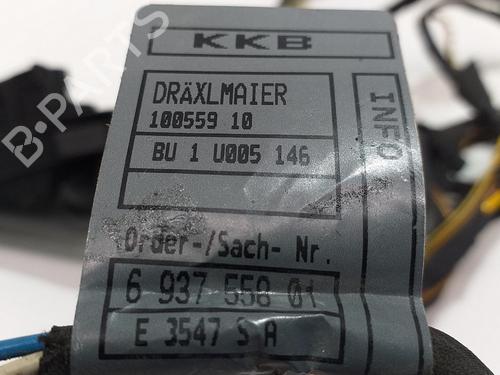 KKB
DRÄXLMAIER
100559 10
BU 1 U005 146
Order-/Sach- Nr.
6 937 558 01
E 3547 S A
INFO
B-PARTS